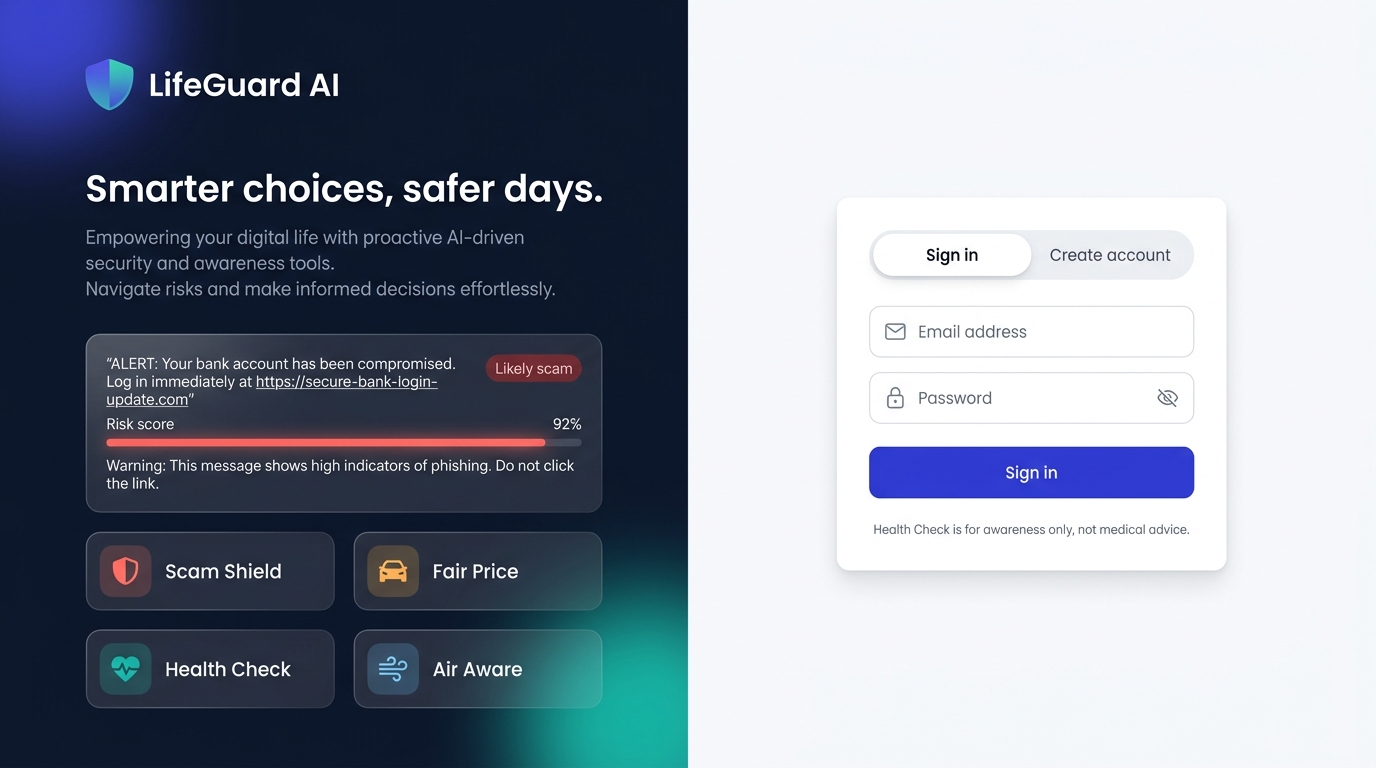 LifeGuard AI
Smarter choices, safer days.
Empowering your digital life with proactive AI-driven
security and awareness tools.
Navigate risks and make informed decisions effortlessly.
“ALERT: Your bank account has been compromised.
Log in immediately at https://secure-bank-login-
update.com”
Likely scam
Risk score
92%
Warning: This message shows high indicators of phishing. Do not click
the link.
Scam Shield
Fair Price
Health Check
Air Aware
Sign in
Create account
Email address
Password
Sign in
Health Check is for awareness only, not medical advice.